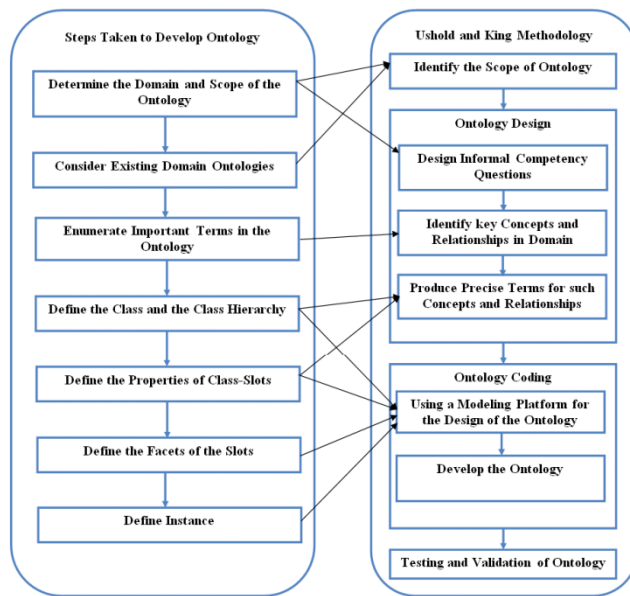 Steps Taken to Develop Ontology
Determine the Domain and Scope of the
Ontology
Consider Existing Domain Ontologies
Enumerate Important Terms in the
Ontology
Define the Class and the Class Hierarchy
Define the Properties of Class-Slots
Define the Facets of the Slots
Define Instance
Ushold and King Methodology
Identify the Scope of Ontology
Ontology Design
Design Informal Competency
Questions
Identify key Concepts and
Relationships in Domain
Produce Precise Terms for such
Concepts and Relationships
Ontology Coding
Using a Modeling Platform for
the Design of the Ontology
Develop the Ontology
Testing and Validation of Ontology